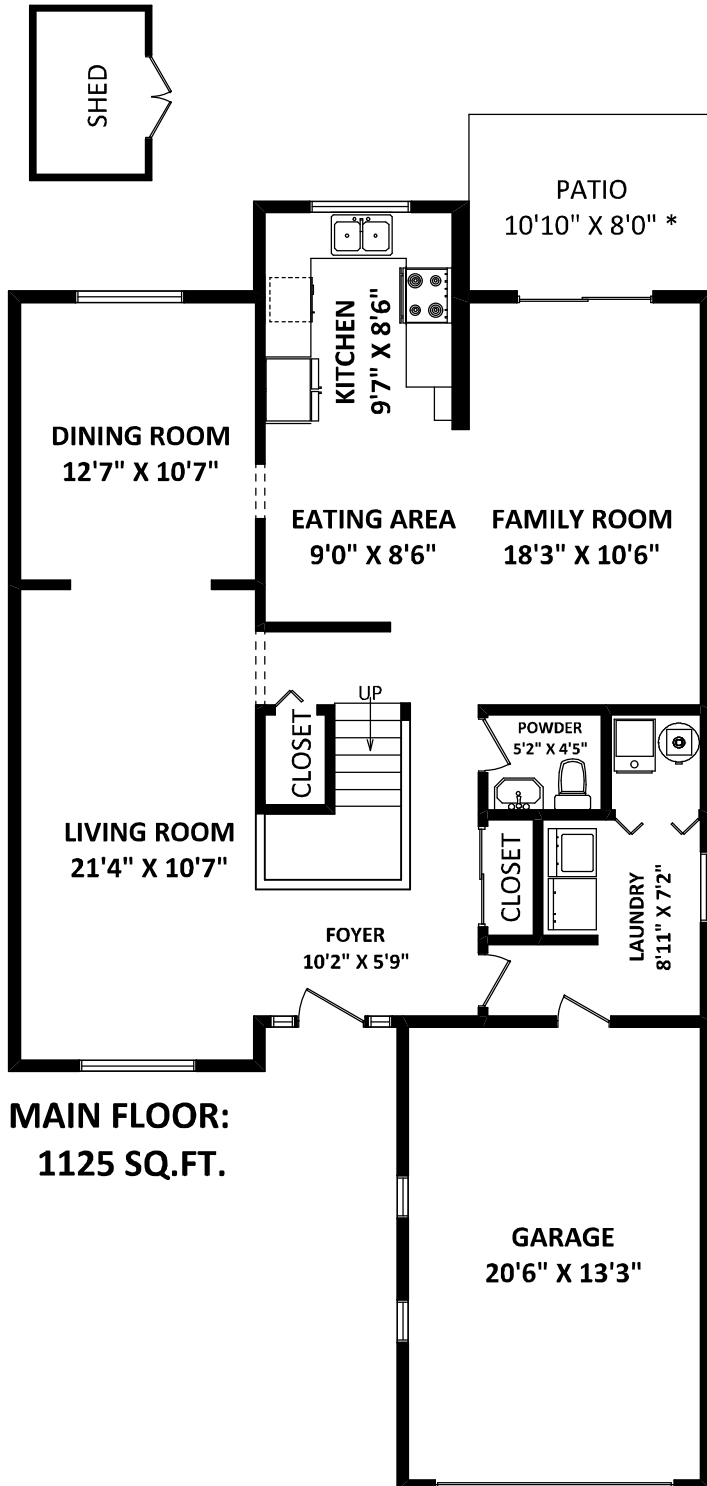 SHED
PATIO
10'10" X 8'0" *
KITCHEN
9'7" X 8'6"
DINING ROOM
12'7" X 10'7"
EATING AREA
9'0" X 8'6"
FAMILY ROOM
18'3" X 10'6"
UP
CLOSET
POWDER
5'2" X 4'5"
LIVING ROOM
21'4" X 10'7"
CLOSET
LAUNDRY
8'11" X 7'2"
FOYER
10'2" X 5'9"
MAIN FLOOR:
1125 SQ.FT.
GARAGE
20'6" X 13'3"